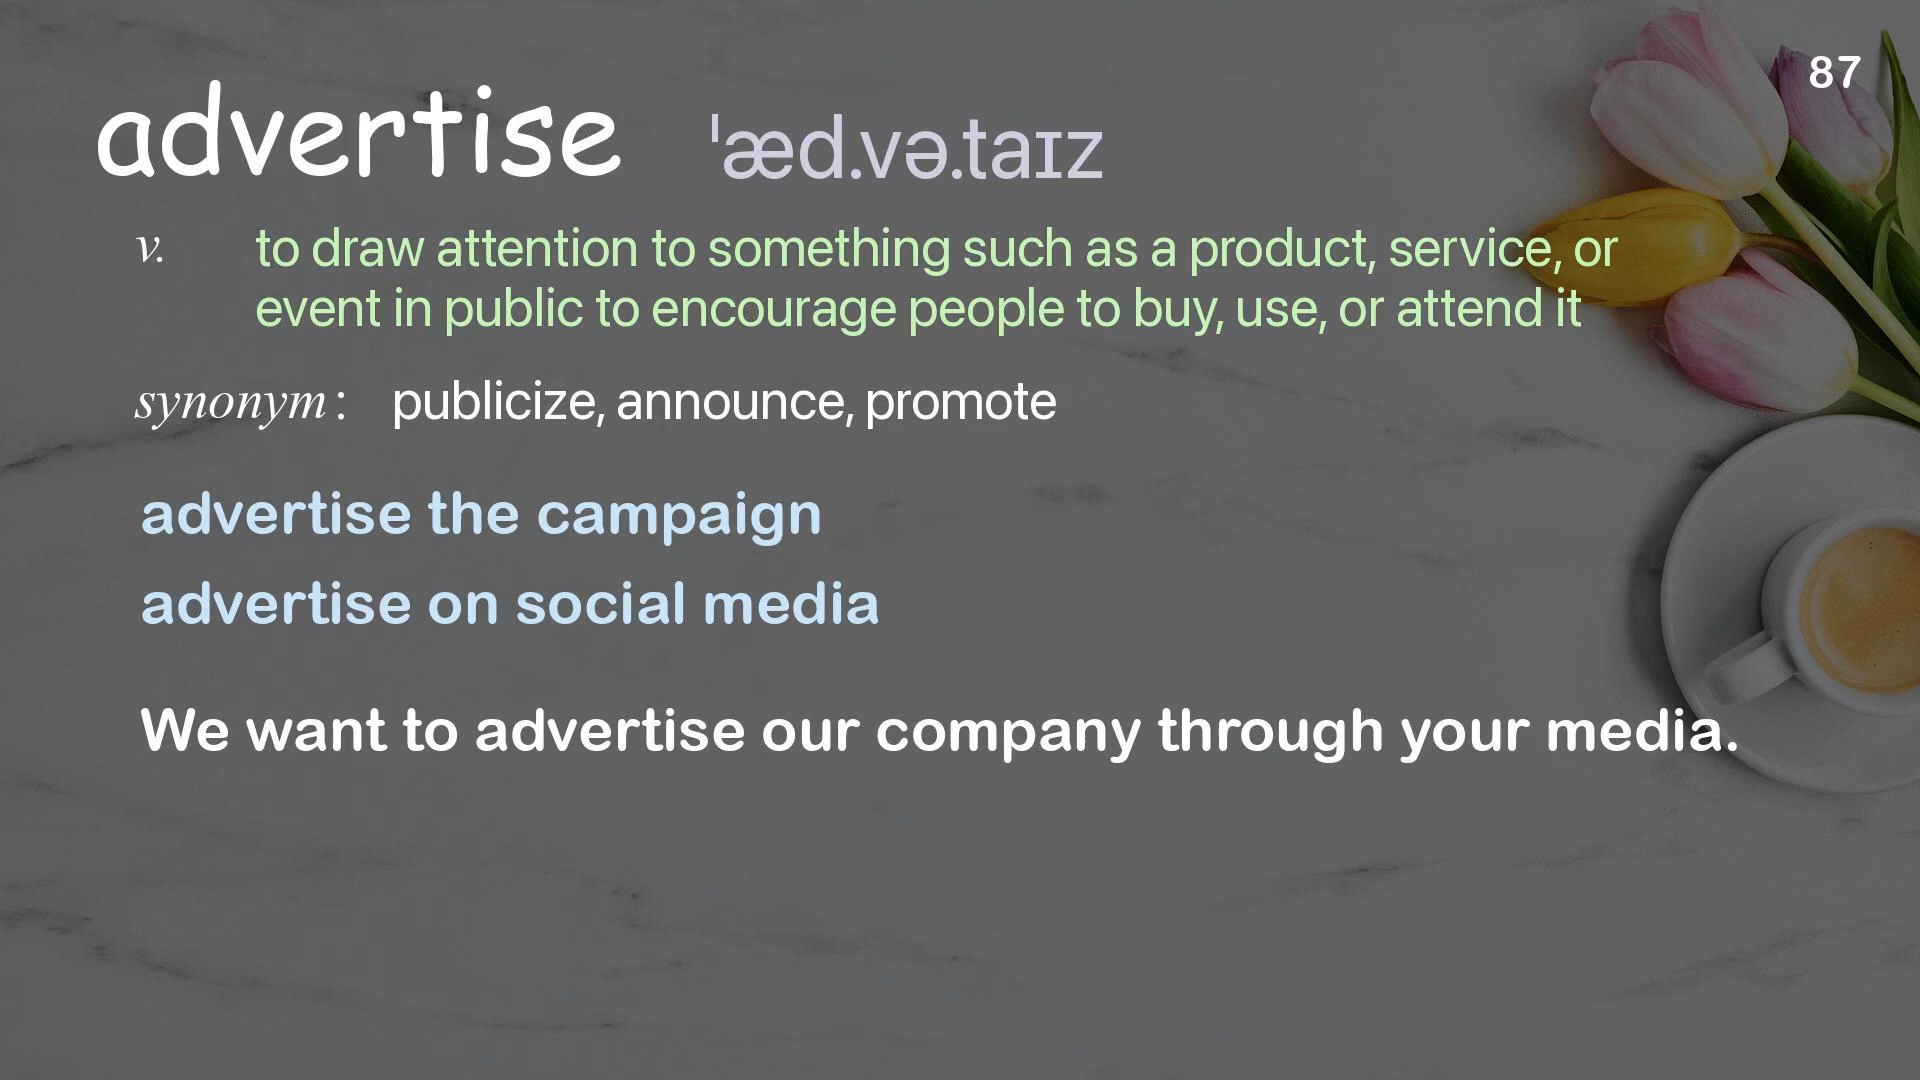 87
advertise ˈæd.və.taɪz
v. to draw attention to something such as a product, service, or
event in public to encourage people to buy, use, or attend it
synonym : publicize, announce, promote
advertise the campaign
advertise on social media
We want to advertise our company through your media.